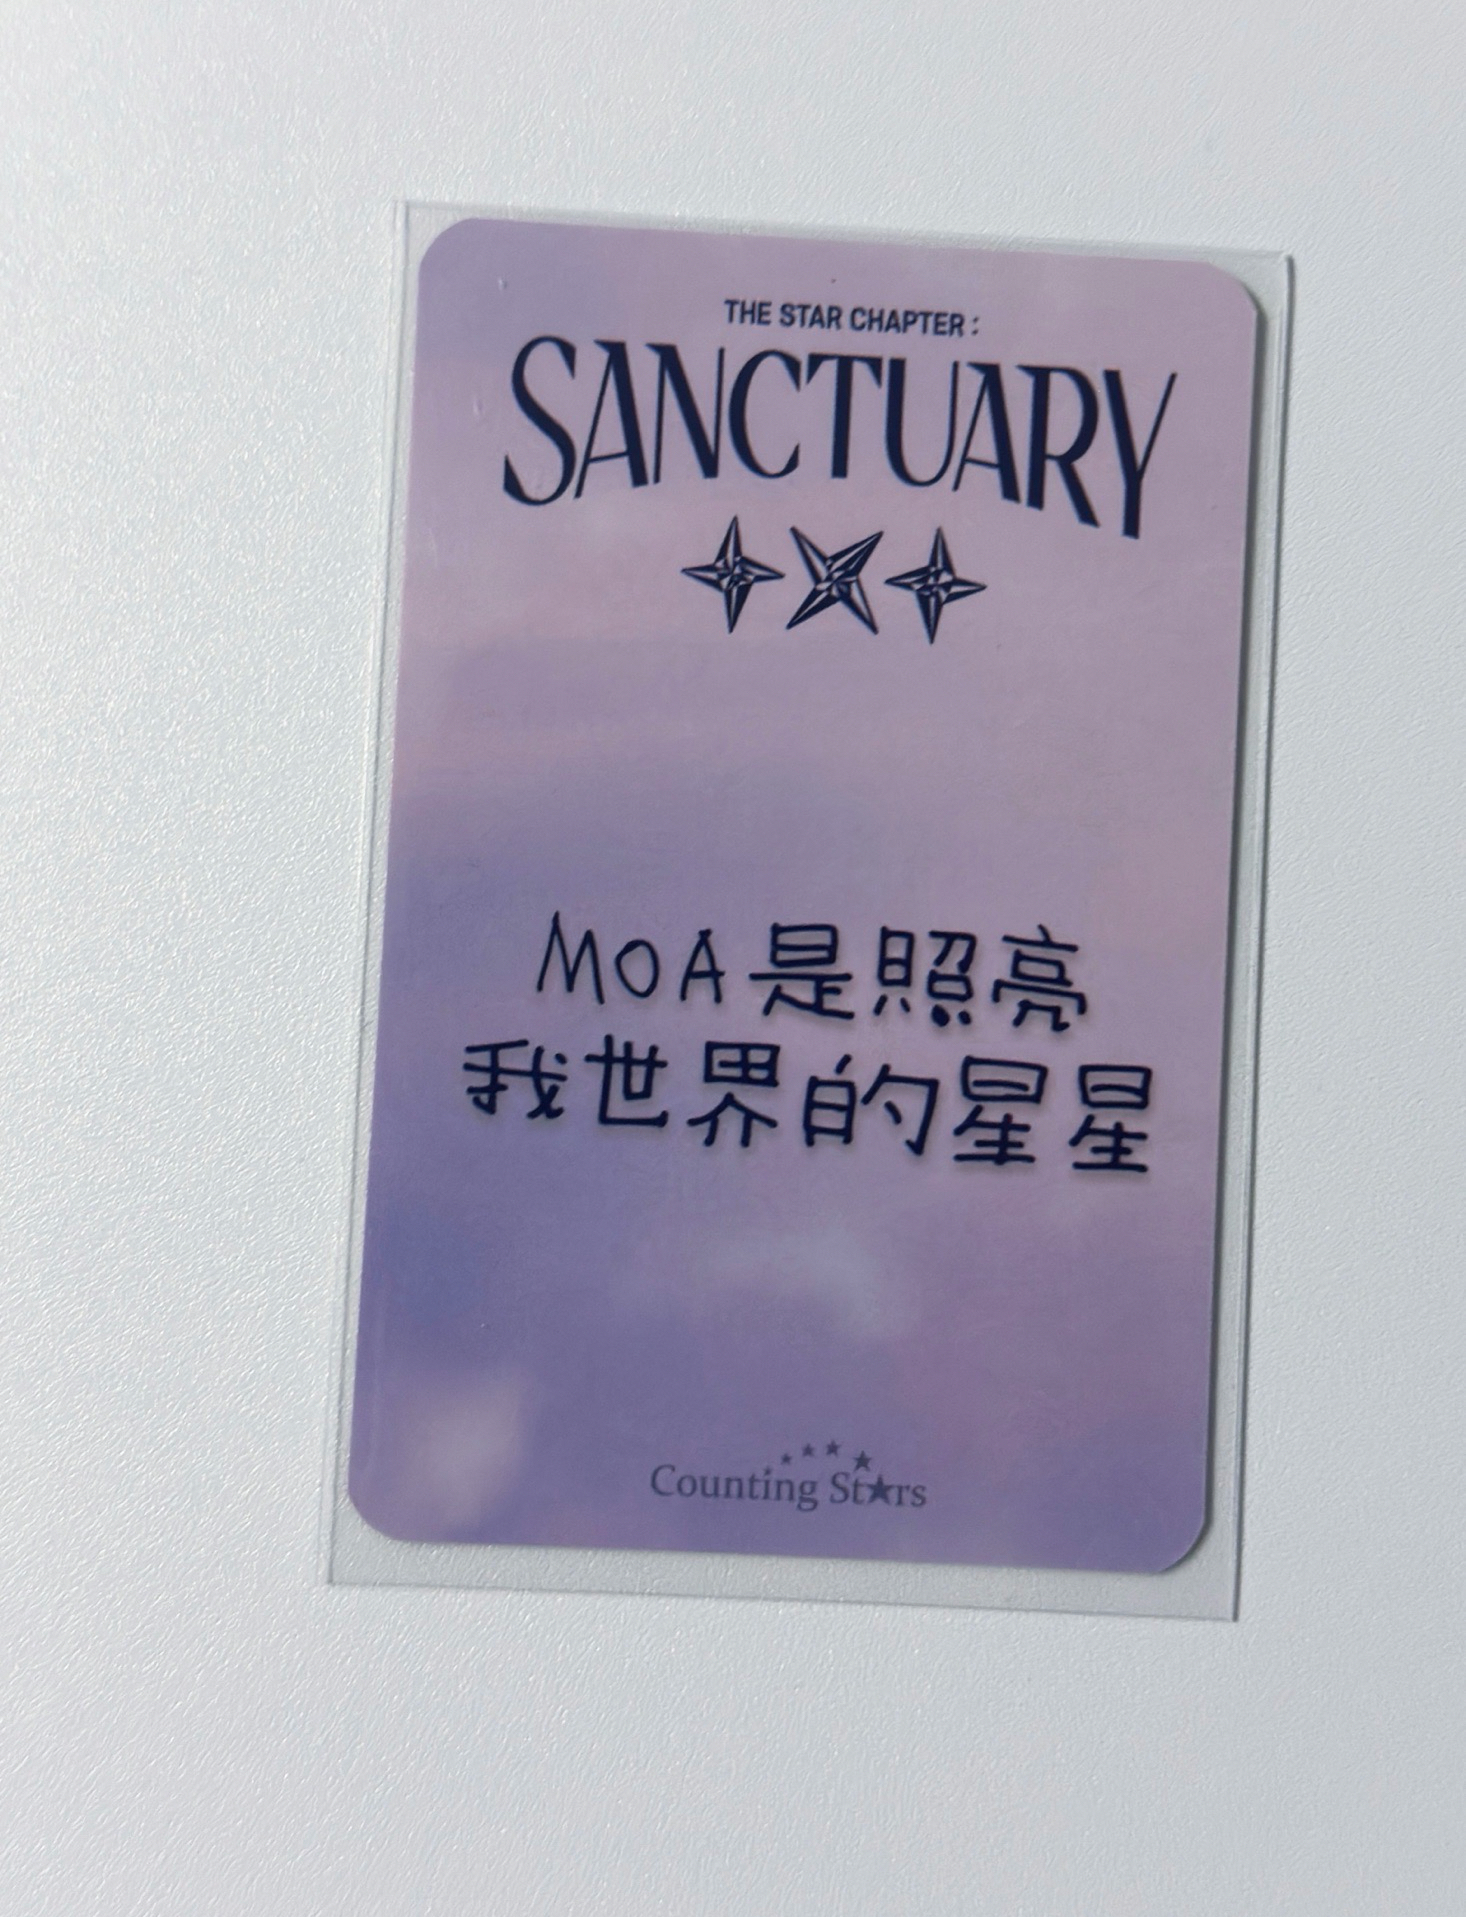 THE STAR CHAPTER :
SANCTUARY
MOA是照亮
我世界的星星
Counting Stars